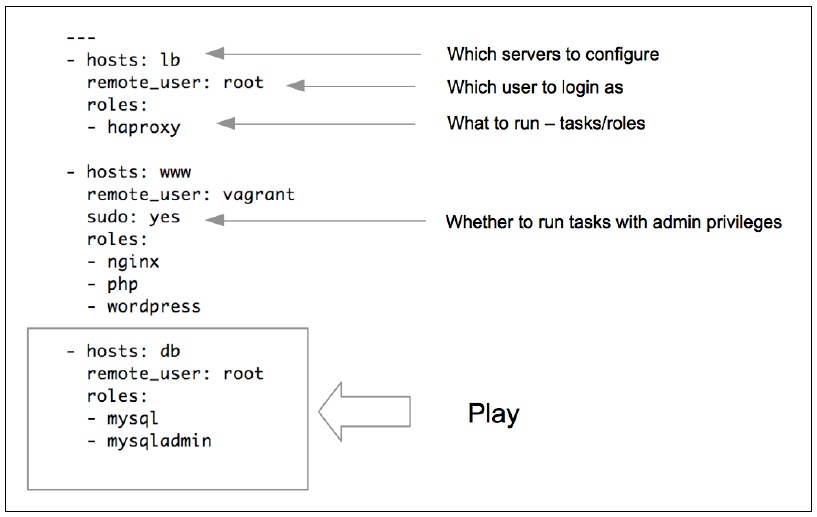 ---
- hosts: lb
Which servers to configure
remote_user: root
Which user to login as
roles:
- haproxy
What to run – tasks/roles
- hosts: www
remote_user: vagrant
sudo: yes
Whether to run tasks with admin privileges
roles:
- nginx
- php
- wordpress
- hosts: db
remote_user: root
roles:
- mysql
- mysqladmin
Play